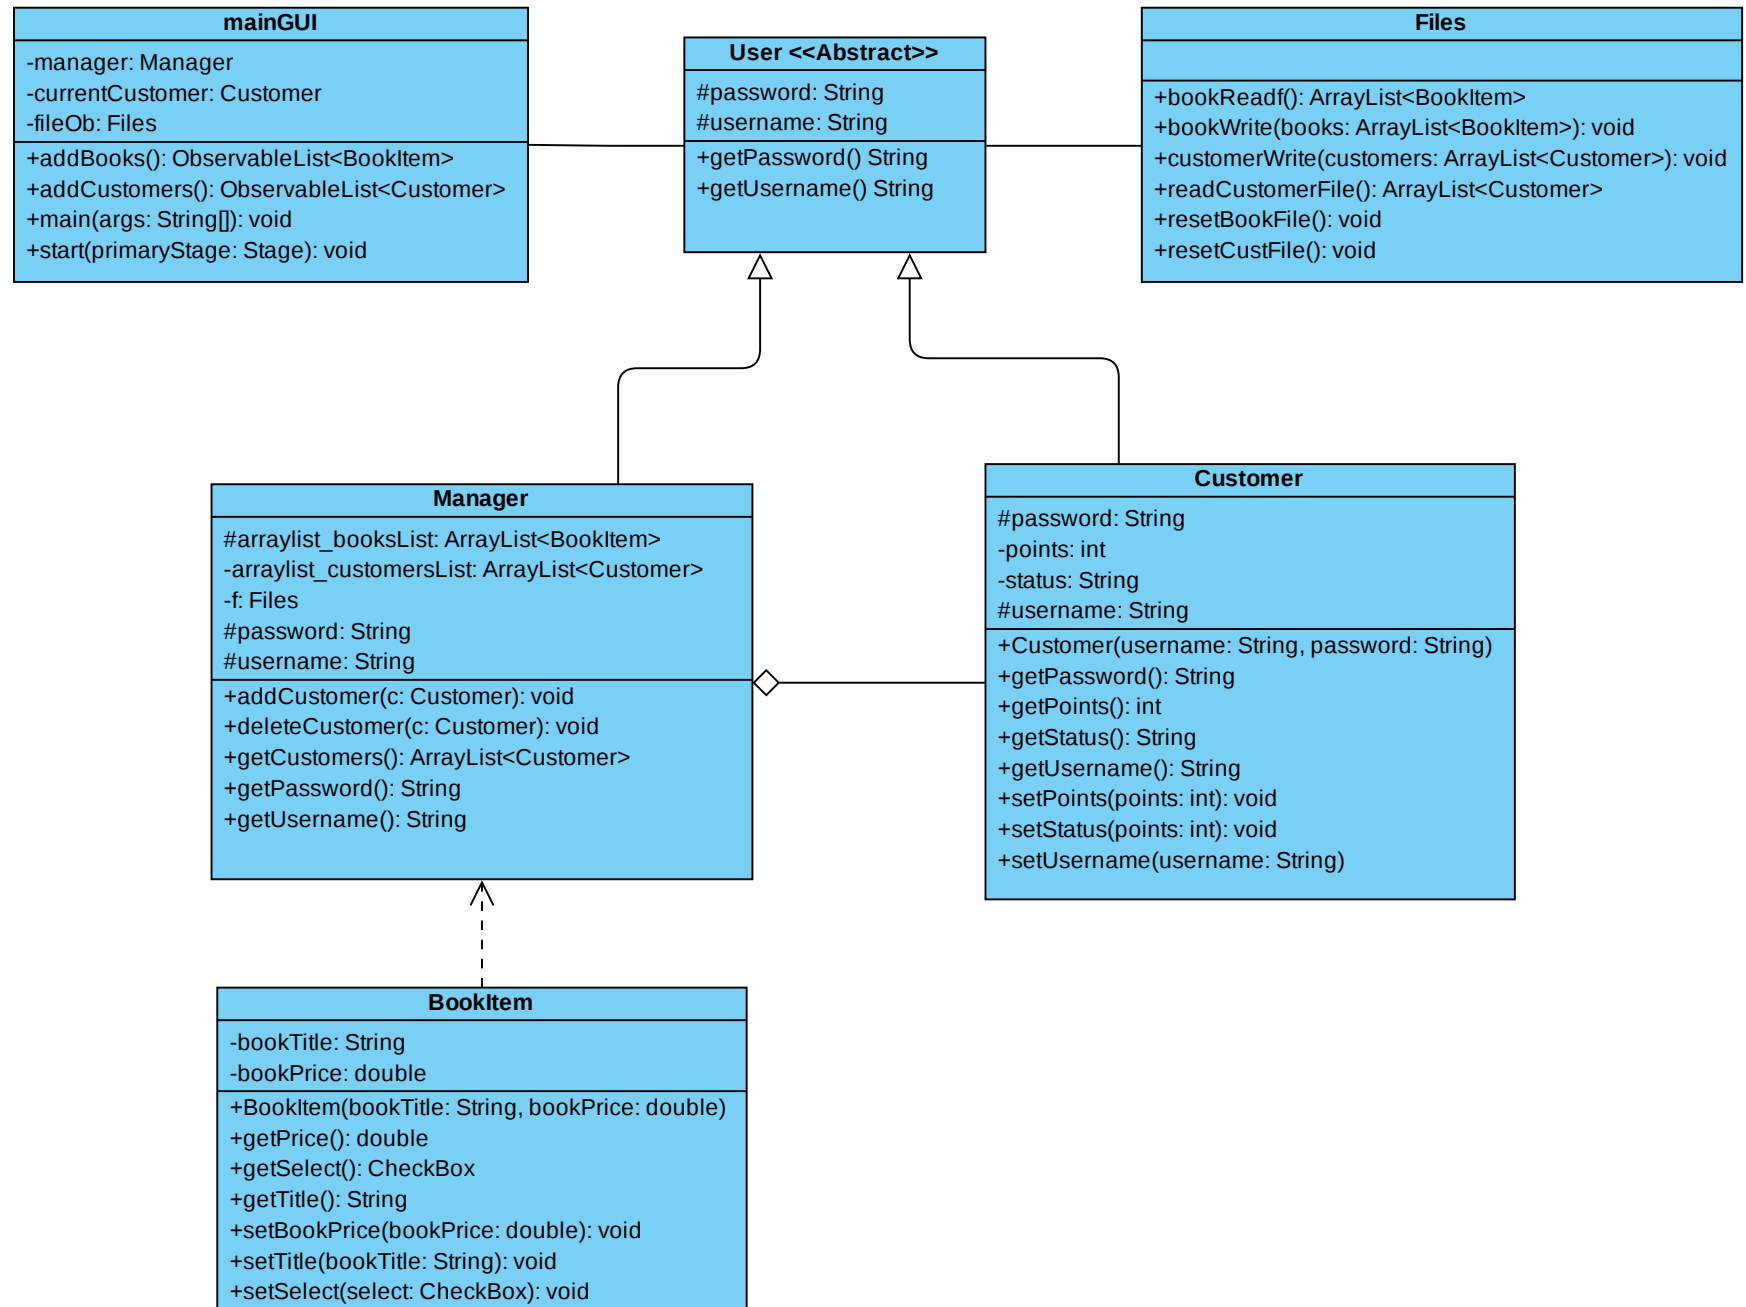 mainGUI
-manager: Manager
-currentCustomer: Customer
-fileOb: Files
+addBooks(): ObservableList<BookItem>
+addCustomers(): ObservableList<Customer>
+main(args: String[]): void
+start(primaryStage: Stage): void
User <<Abstract>>
#password: String
#username: String
+getPassword() String
+getUsername() String
Files
+bookReadf(): ArrayList<BookItem>
+bookWrite(books: ArrayList<BookItem>): void
+customerWrite(customers: ArrayList<Customer>): void
+readCustomerFile(): ArrayList<Customer>
+resetBookFile(): void
+resetCustFile(): void
Manager
#arraylist_booksList: ArrayList<BookItem>
-arraylist_customersList: ArrayList<Customer>
-f: Files
#password: String
#username: String
+addCustomer(c: Customer): void
+deleteCustomer(c: Customer): void
+getCustomers(): ArrayList<Customer>
+getPassword(): String
+getUsername(): String
Customer
#password: String
-points: int
-status: String
#username: String
+Customer(username: String, password: String)
+getPassword(): String
+getPoints(): int
+getStatus(): String
+getUsername(): String
+setPoints(points: int): void
+setStatus(points: int): void
+setUsername(username: String)
BookItem
-bookTitle: String
-bookPrice: double
+BookItem(bookTitle: String, bookPrice: double)
+getPrice(): double
+getSelect(): CheckBox
+getTitle(): String
+setBookPrice(bookPrice: double): void
+setTitle(bookTitle: String): void
+setSelect(select: CheckBox): void